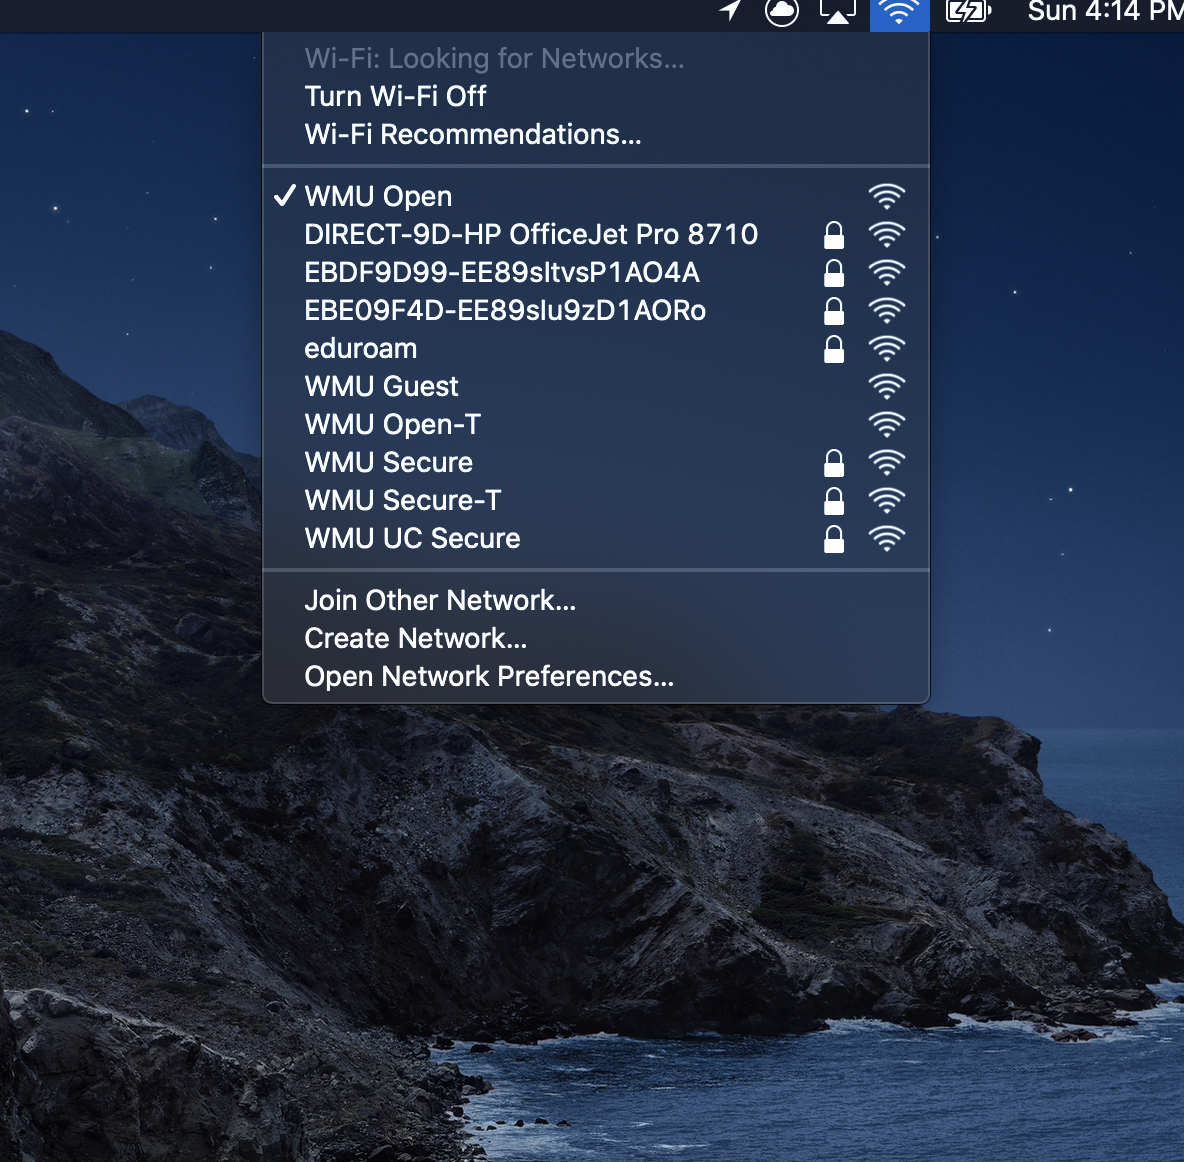 Sun 4:14 PM
Wi-Fi: Looking for Networks...
Turn Wi-Fi Off
Wi-Fi Recommendations...
WMU Open
DIRECT-9D-HP OfficeJet Pro 8710
EBDF9D99-EE89sItvsP1AO4A
EBE09F4D-EE89sIu9zD1AORo
eduroam
WMU Guest
WMU Open-T
WMU Secure
WMU Secure-T
WMU UC Secure
Join Other Network...
Create Network...
Open Network Preferences...